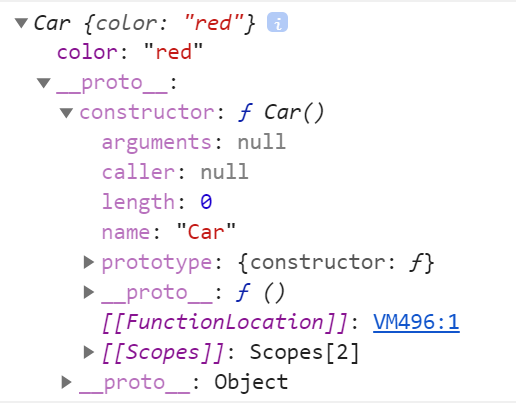 Car {color: "red"} i
color: "red"
__proto__:
constructor: ƒ Car()
arguments: null
caller: null
length: 0
name: "Car"
prototype: {constructor: ƒ}
__proto__: ƒ ()
[[FunctionLocation]]: VM496:1
[[Scopes]]: Scopes[2]
__proto__: Object